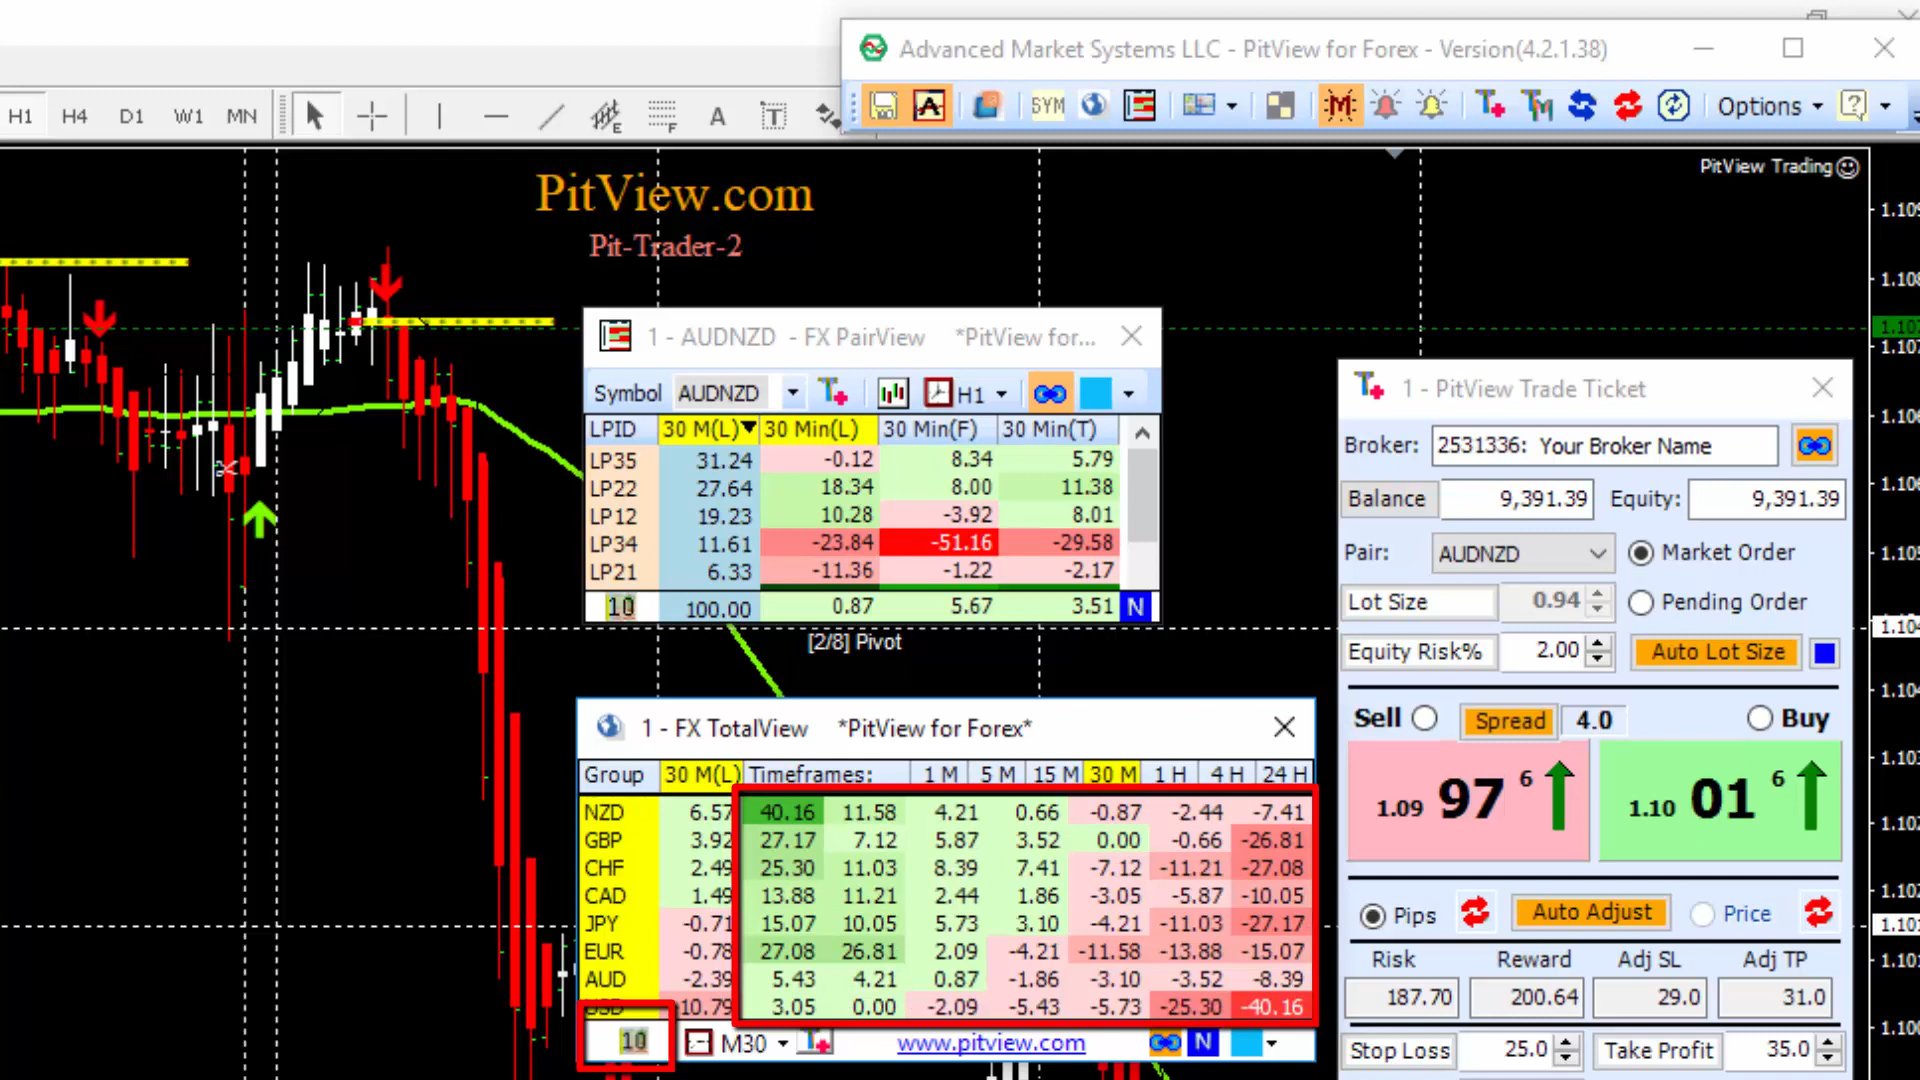 Advanced Market Systems LLC - PitView for Forex - Version(4.2.1.38)
H1 H4 D1 W1 MN E F A T
SYM M T TM Options ?
PitView Trading
PitView.com
Pit-Trader-2
1 - AUDNZD - FX PairView *PitView for...
Symbol AUDNZD T H1
LPID 30 M(L) 30 Min(L) 30 Min(F) 30 Min(T)
LP35 31.24 -0.12 8.34 5.79
LP22 27.64 18.34 8.00 11.38
LP12 19.23 10.28 -3.92 8.01
LP34 11.61 -23.84 -51.16 -29.58
LP21 6.33 -11.36 -1.22 -2.17
10 100.00 0.87 5.67 3.51 N
[2/8] Pivot
1 - FX TotalView *PitView for Forex*
Group 30 M(L) Timeframes: 1 M 5 M 15 M 30 M 1 H 4 H 24 H
NZD 6.57 40.16 11.58 4.21 0.66 -0.87 -2.44 -7.41
GBP 3.92 27.17 7.12 5.87 3.52 0.00 -0.66 -26.81
CHF 2.49 25.30 11.03 8.39 7.41 -7.12 -11.21 -27.08
CAD 1.49 13.88 11.21 2.44 1.86 -3.05 -5.87 -10.05
JPY -0.71 15.07 10.05 5.73 3.10 -4.21 -11.03 -27.17
EUR -0.78 27.08 26.81 2.09 -4.21 -11.58 -13.88 -15.07
AUD -2.39 5.43 4.21 0.87 -1.86 -3.10 -3.52 -8.39
USD 10.79 3.05 0.00 -2.09 -5.43 -5.73 -25.30 -40.16
10 M30 T www.pitview.com N
1 - PitView Trade Ticket
Broker: 2531336: Your Broker Name
Balance 9,391.39 Equity: 9,391.39
Pair: AUDNZD Market Order
Lot Size 0.94 Pending Order
Equity Risk% 2.00 Auto Lot Size
Sell Spread 4.0 Buy
1.09 97 6 1.10 01 6
Pips Auto Adjust Price
Risk Reward Adj SL Adj TP
187.70 200.64 29.0 31.0
Stop Loss 25.0 Take Profit 35.0